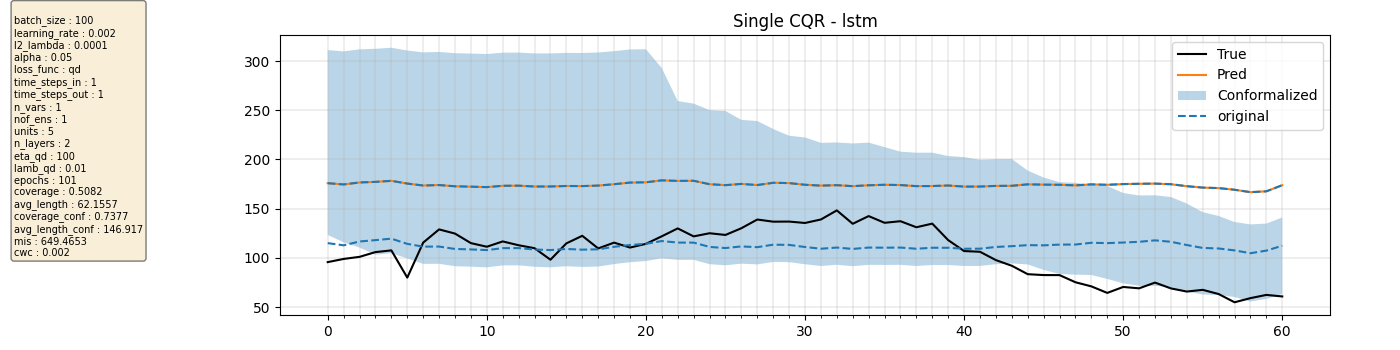 Single CQR - lstm
batch_size : 100
learning_rate : 0.002
l2_lambda : 0.0001
alpha : 0.05
loss_func : qd
time_steps_in : 1
time_steps_out : 1
n_vars : 1
nof_ens : 1
units : 5
n_layers : 2
eta_qd : 100
lamb_qd : 0.01
epochs : 101
coverage : 0.5082
avg_length : 62.1557
coverage_conf : 0.7377
avg_length_conf : 146.917
mis : 649.4653
cwc : 0.002
300
250
200
150
100
50
0 10 20 30 40 50 60
True
Pred
Conformalized
original